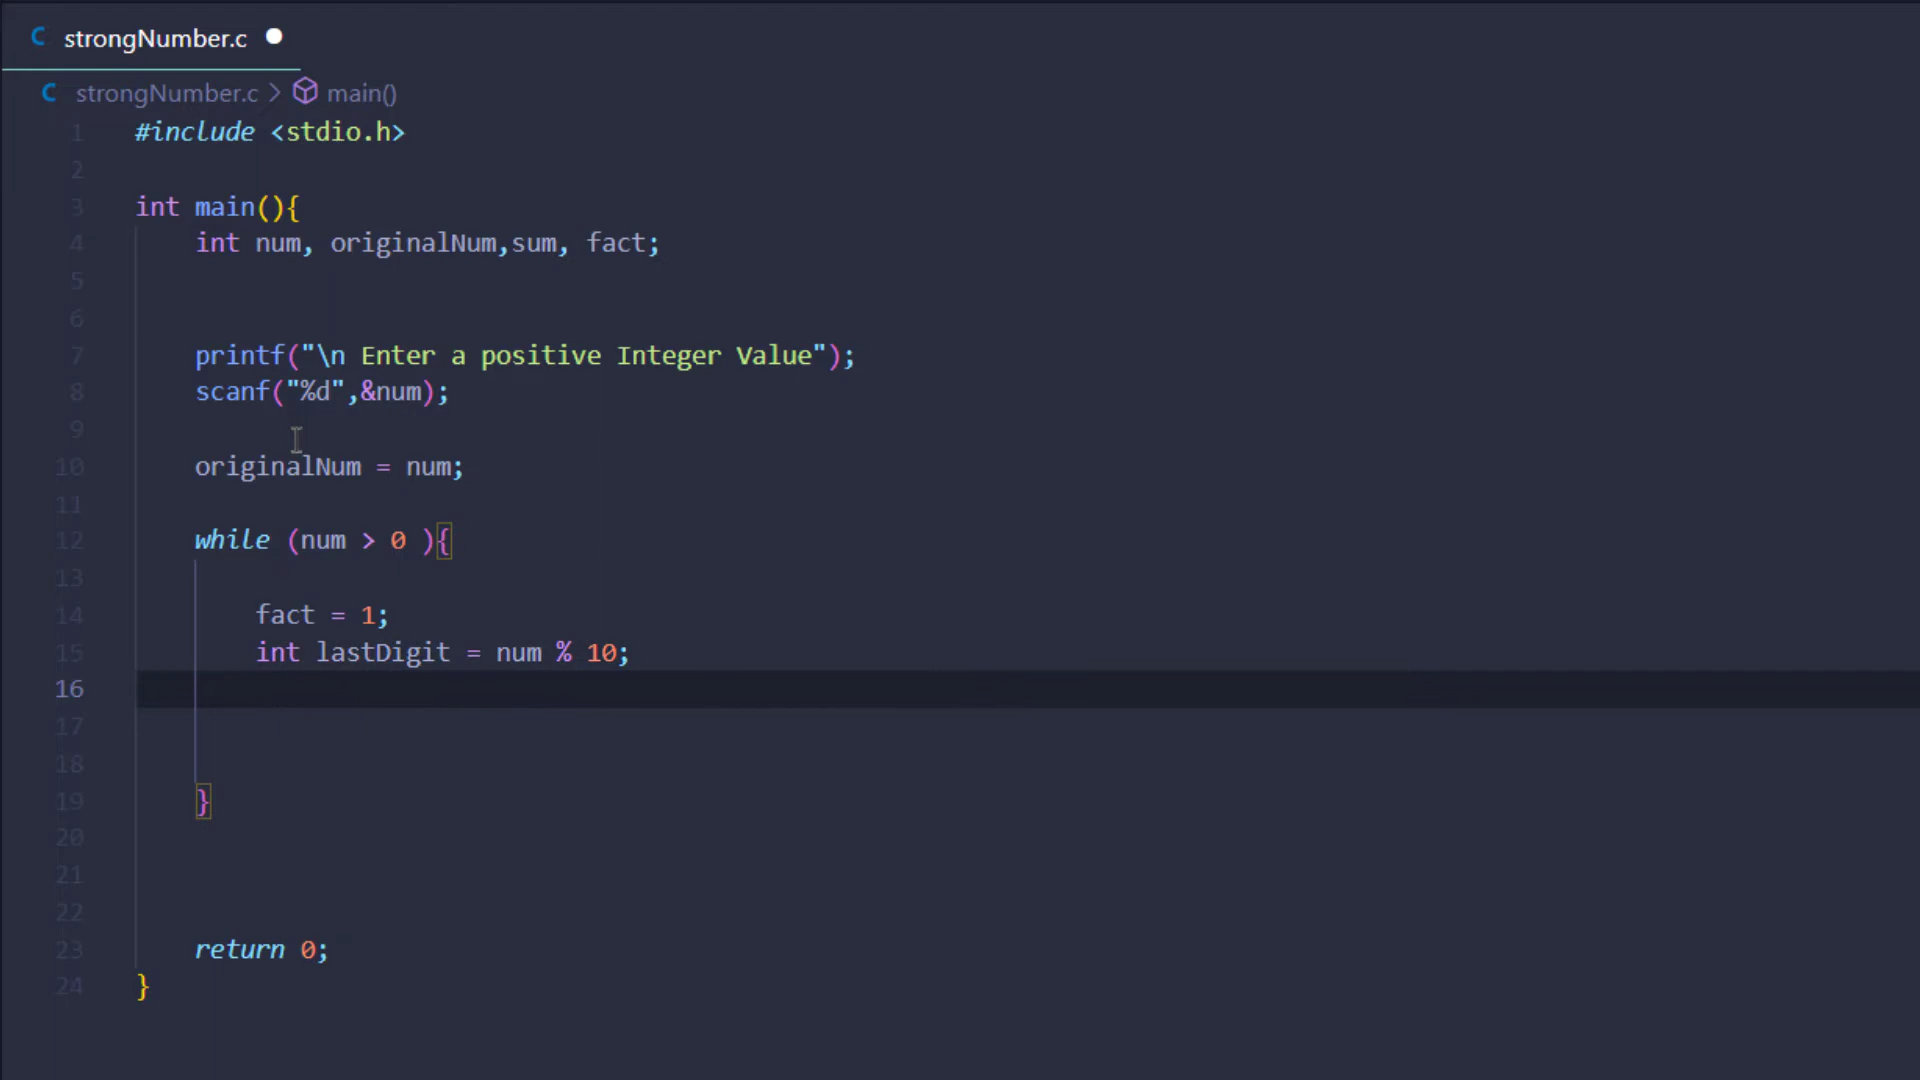 strongNumber.c
strongNumber.c > main()
1 #include <stdio.h>
2
3 int main(){
4 int num, originalNum,sum, fact;
5
6
7 printf("\n Enter a positive Integer Value");
8 scanf("%d",&num);
9
10 originalNum = num;
11
12 while (num > 0 ){
13
14 fact = 1;
15 int lastDigit = num % 10;
16
17
18
19 }
20
21
22
23 return 0;
24 }